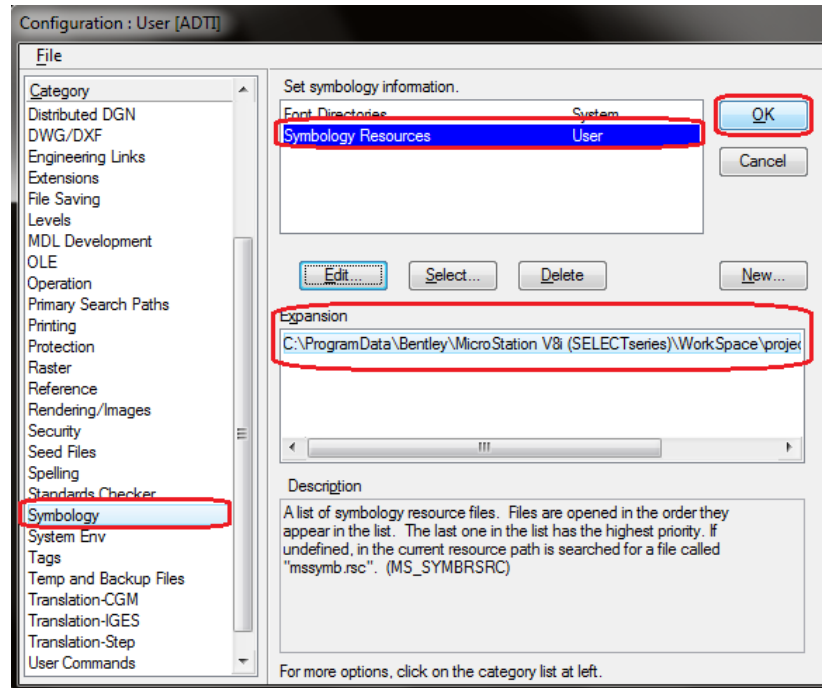 Configuration : User [ADTI]
File
Category
Distributed DGN
DWG/DXF
Engineering Links
Extensions
File Saving
Levels
MDL Development
OLE
Operation
Primary Search Paths
Printing
Protection
Raster
Reference
Rendering/Images
Security
Seed Files
Spelling
Standards Checker
Symbology
System Env
Tags
Temp and Backup Files
Translation-CGM
Translation-IGES
Translation-Step
User Commands
Set symbology information.
Font Directories System
Symbology Resources User
OK
Cancel
Edit... Select... Delete New...
Expansion
C:\ProgramData\Bentley\MicroStation V8i (SELECTseries)\WorkSpace\projec
Description
A list of symbology resource files. Files are opened in the order they
appear in the list. The last one in the list has the highest priority. If
undefined, in the current resource path is searched for a file called
"mssymb.rsc". (MS_SYMBRSRC)
For more options, click on the category list at left.